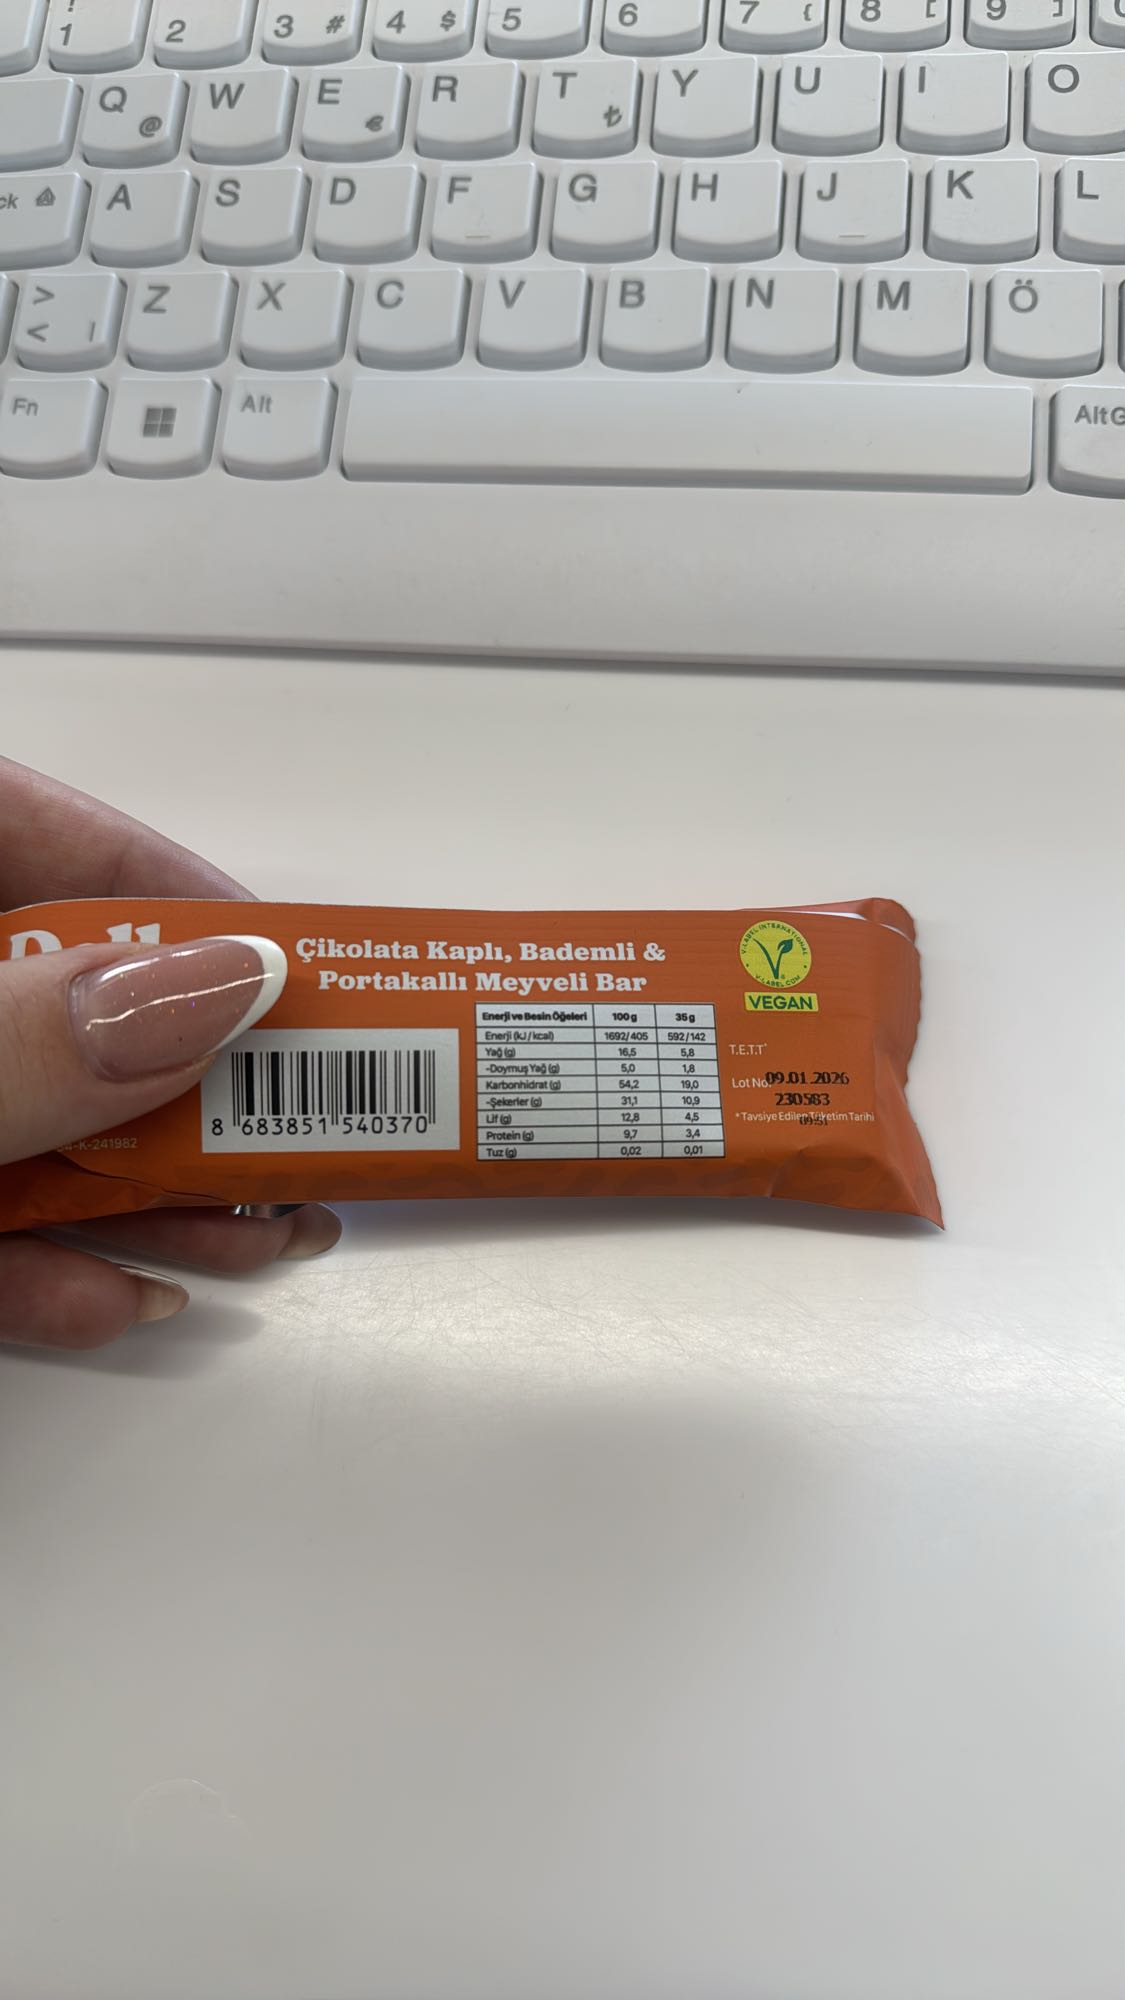 ! 1
2
3 #
4 $
5
6
7 {
8 [
9 ]
Q @
W
E €
R
T ₺
Y
U
I
O
A
S
D
F
G
H
J
K
L
> < |
Z
X
C
V
B
N
M
Ö
Fn
Alt
Çikolata Kaplı, Bademli &
Portakallı Meyveli Bar
Enerji ve Besin Öğeleri 100 g 35 g
Enerji (kJ/kcal) 1692/405 592/142
Yağ (g) 16,5 5,8
-Doymuş Yağ (g) 5,0 1,8
Karbonhidrat (g) 54,2 19,0
-Şekerler (g) 31,1 10,9
Lif (g) 12,8 4,5
Protein (g) 9,7 3,4
Tuz (g) 0,02 0,01
8 683851 540370
K-241982
V-LABEL INTERNATIONAL
V-LABEL.COM
VEGAN
T.E.T.T*
Lot No: 09.01.2026
230583
*Tavsiye Edilen Tüketim Tarihi
09:51